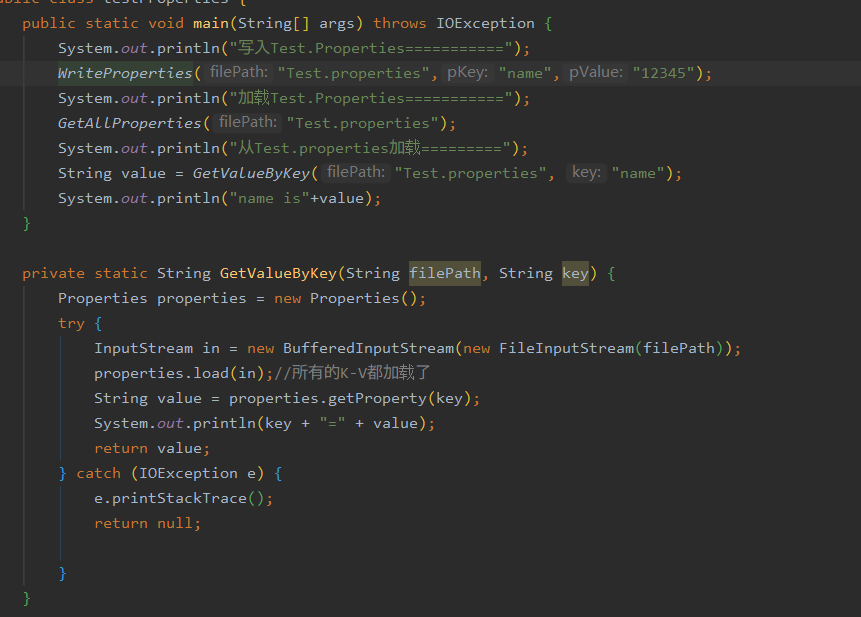 public class testProperties {
public static void main(String[] args) throws IOException {
System.out.println("写入Test.Properties===========");
WriteProperties( filePath: "Test.properties", pKey: "name", pValue: "12345");
System.out.println("加载Test.Properties===========");
GetAllProperties( filePath: "Test.properties");
System.out.println("从Test.properties加载=========");
String value = GetValueByKey( filePath: "Test.properties", key: "name");
System.out.println("name is"+value);
}
private static String GetValueByKey(String filePath, String key) {
Properties properties = new Properties();
try {
InputStream in = new BufferedInputStream(new FileInputStream(filePath));
properties.load(in);//所有的K-V都加载了
String value = properties.getProperty(key);
System.out.println(key + "=" + value);
return value;
} catch (IOException e) {
e.printStackTrace();
return null;
}
}